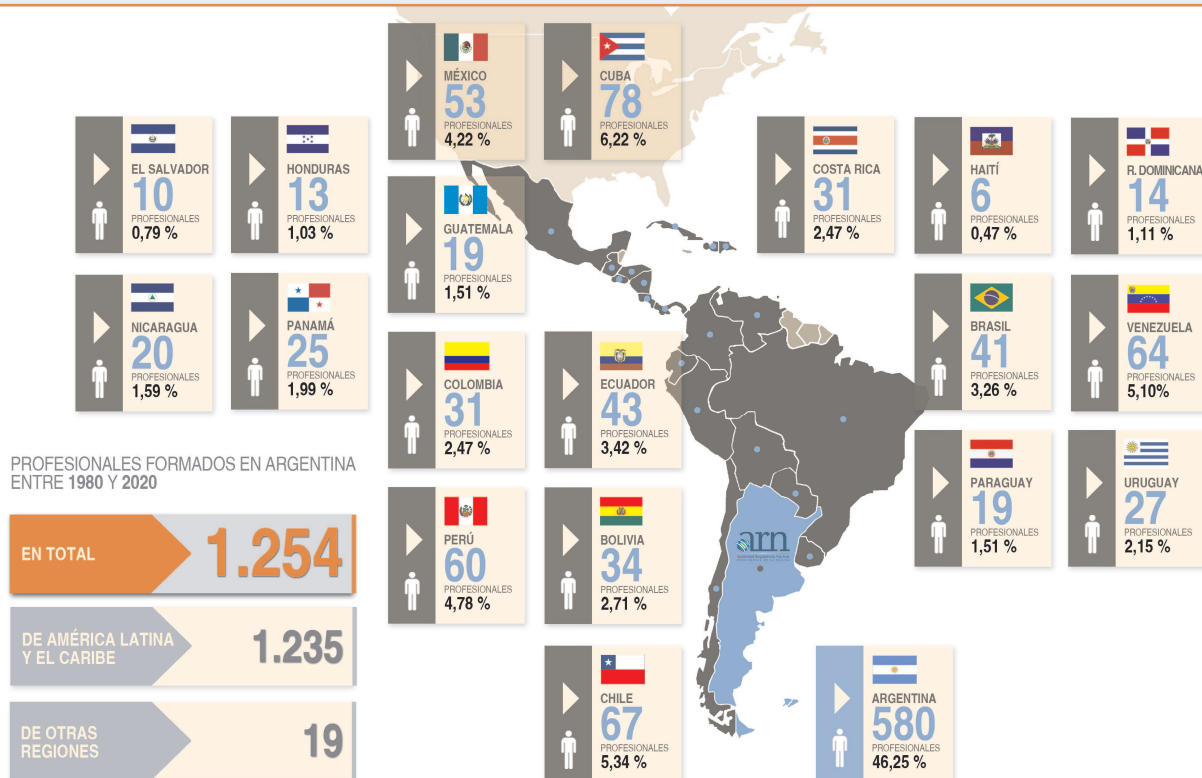 MÉXICO
53
PROFESIONALES
4,22 %
CUBA
78
PROFESIONALES
6,22 %
EL SALVADOR
10
PROFESIONALES
0,79 %
HONDURAS
13
PROFESIONALES
1,03 %
GUATEMALA
19
PROFESIONALES
1,51 %
COSTA RICA
31
PROFESIONALES
2,47 %
HAITÍ
6
PROFESIONALES
0,47 %
R. DOMINICANA
14
PROFESIONALES
1,11 %
NICARAGUA
20
PROFESIONALES
1,59 %
PANAMÁ
25
PROFESIONALES
1,99 %
COLOMBIA
31
PROFESIONALES
2,47 %
ECUADOR
43
PROFESIONALES
3,42 %
BRASIL
41
PROFESIONALES
3,26 %
VENEZUELA
64
PROFESIONALES
5,10%
PERÚ
60
PROFESIONALES
4,78 %
BOLIVIA
34
PROFESIONALES
2,71 %
PARAGUAY
19
PROFESIONALES
1,51 %
URUGUAY
27
PROFESIONALES
2,15 %
CHILE
67
PROFESIONALES
5,34 %
arn
ARGENTINA
580
PROFESIONALES
46,25 %
PROFESIONALES FORMADOS EN ARGENTINA
ENTRE 1980 Y 2020
EN TOTAL
1.254
DE AMÉRICA LATINA
Y EL CARIBE
1.235
DE OTRAS
REGIONES
19